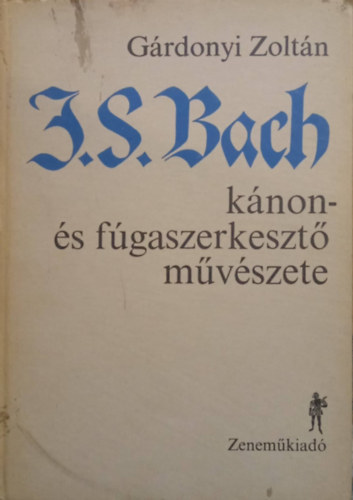 Gárdonyi Zoltán
J.S. Bach
kánon-
és fúgaszerkesztő
művészete
Zeneműkiadó